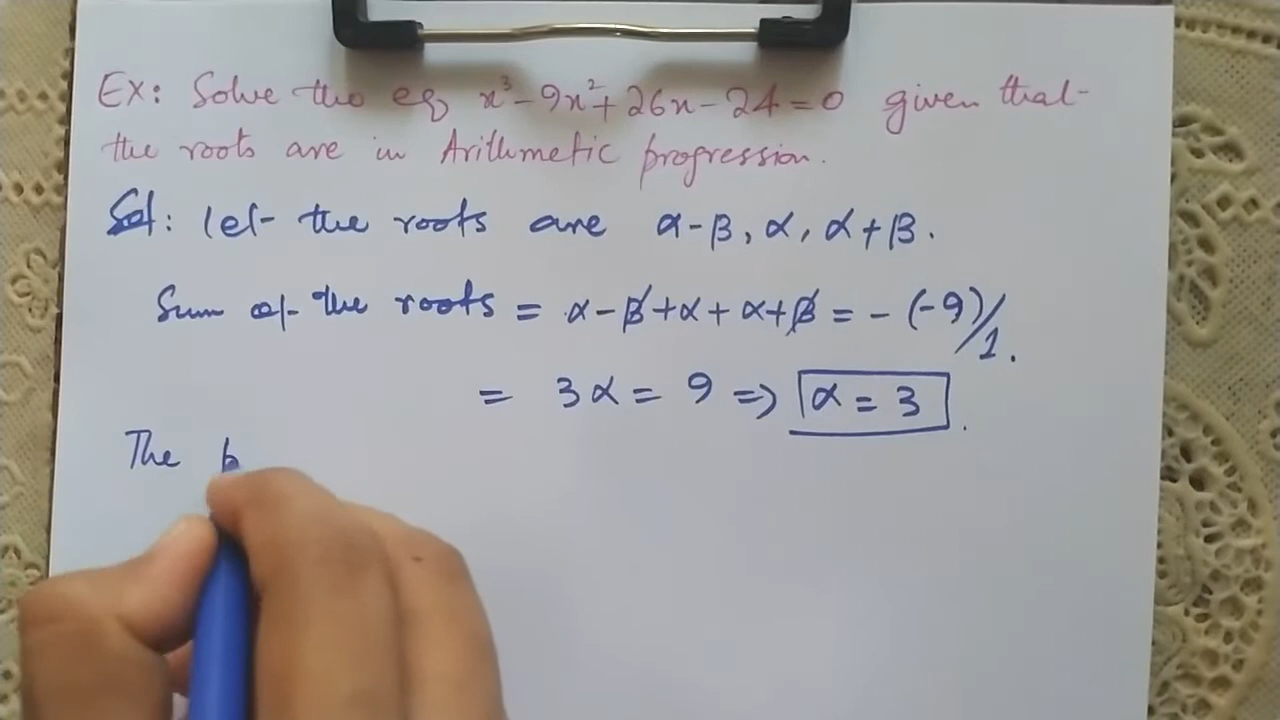 Ex: Solve the eq x³-9x²+26x-24=0 given that
the roots are in Arithmetic progression.
Sol: let the roots are α-β, α, α+β.
Sum of the roots = α-β+α+α+β = -(-9)/1.
= 3α = 9 => α = 3.
The p